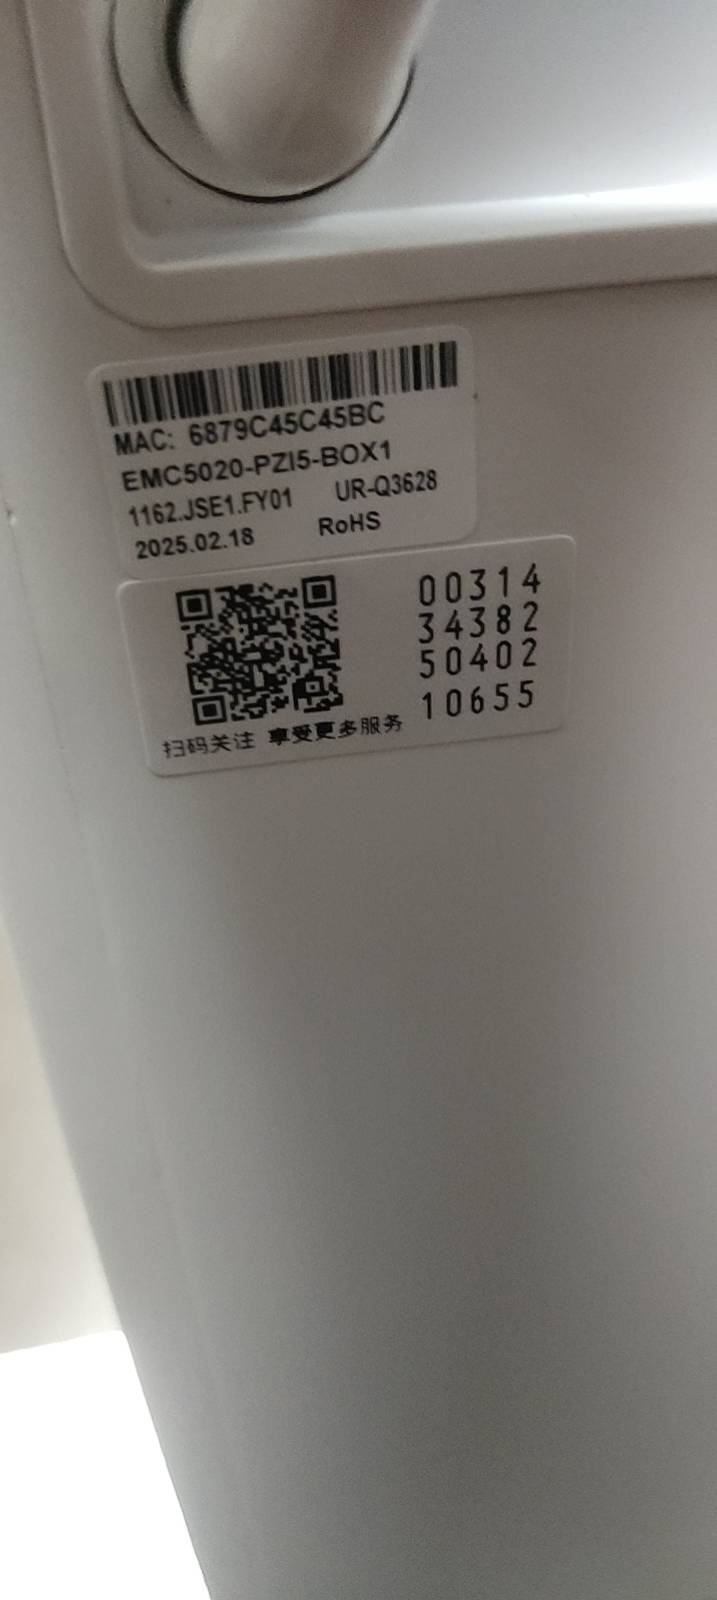 MAC: 6879C45C45BC
EMC5020-PZI5-BOX1
1162.JSE1.FY01 UR-Q3628
2025.02.18 RoHS
00314
34382
50402
10655
扫码关注 享受更多服务